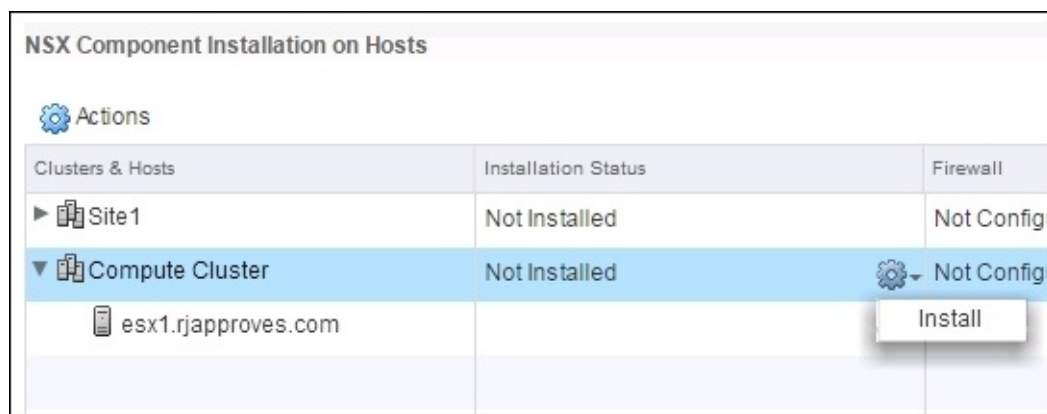 NSX Component Installation on Hosts
Actions
Clusters & Hosts Installation Status Firewall
Site1 Not Installed Not Config
Compute Cluster Not Installed Not Config
esx1.rjapproves.com Install